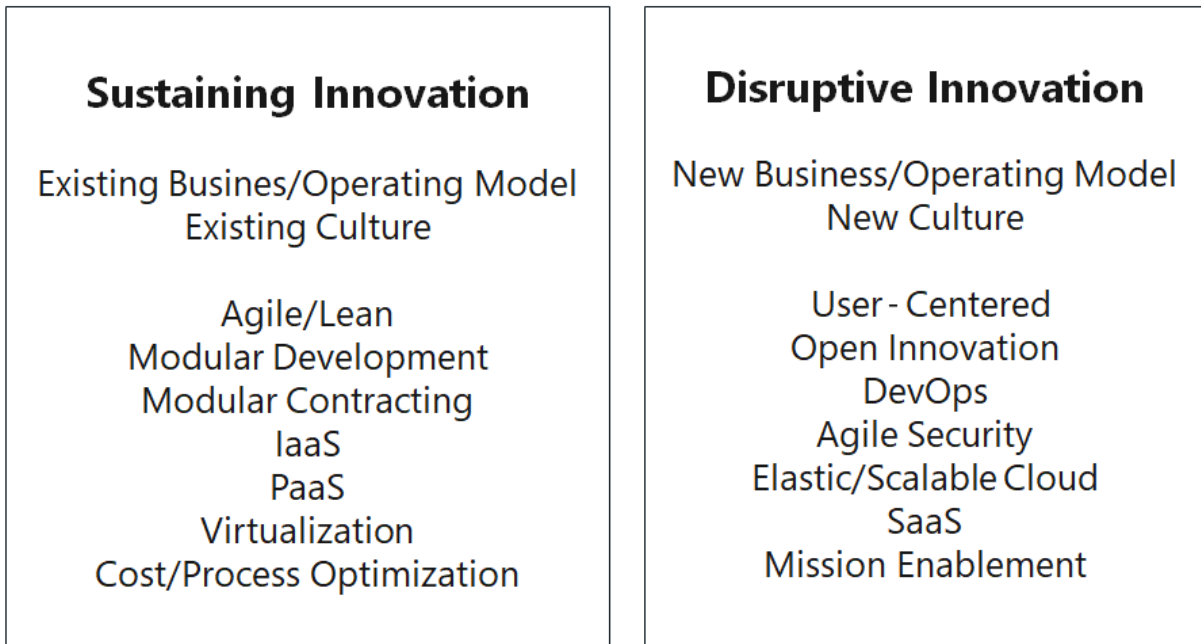 Sustaining Innovation
Existing Busines/Operating Model
Existing Culture
Agile/Lean
Modular Development
Modular Contracting
IaaS
PaaS
Virtualization
Cost/Process Optimization
Disruptive Innovation
New Business/Operating Model
New Culture
User-Centered
Open Innovation
DevOps
Agile Security
Elastic/Scalable Cloud
SaaS
Mission Enablement